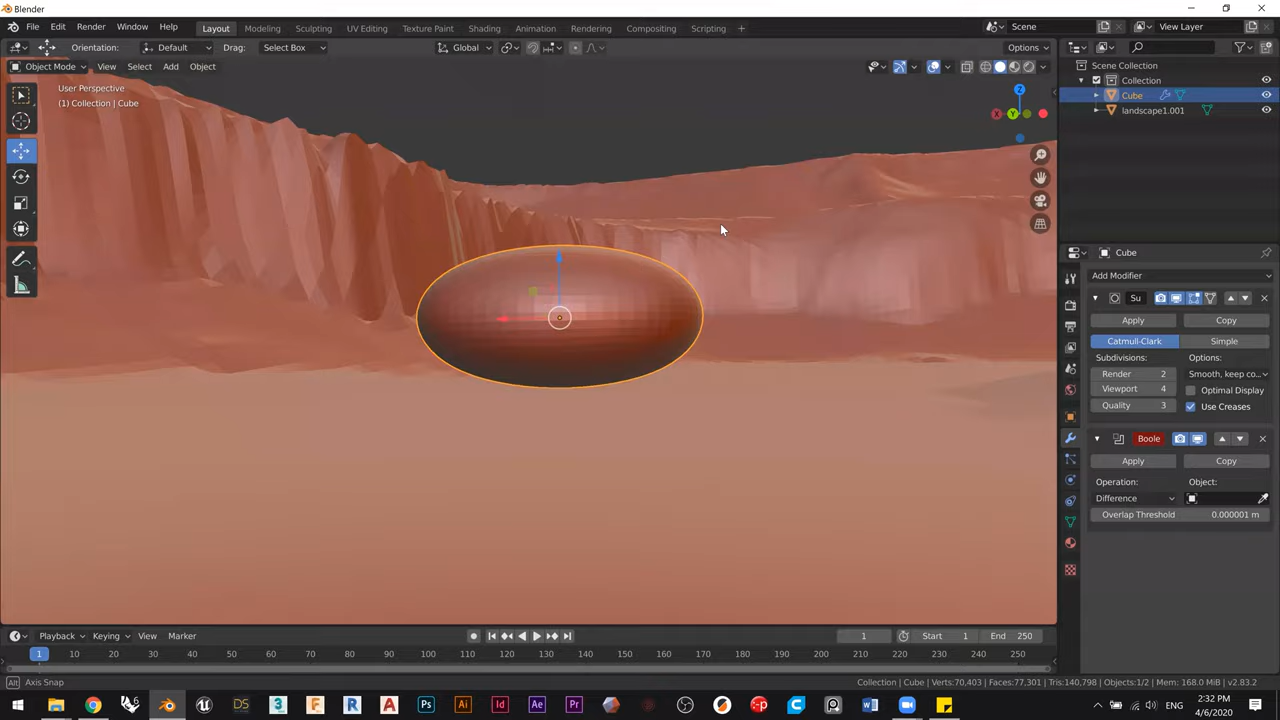 Blender
File Edit Render Window Help Layout Modeling Sculpting UV Editing Texture Paint Shading Animation Rendering Compositing Scripting + Scene View Layer
Orientation: Default Drag: Select Box Global Options
Object Mode View Select Add Object
User Perspective
(1) Collection | Cube
Scene Collection
Collection
Cube
landscape1.001
Z
X
Y
Cube
Add Modifier
Su
Apply Copy
Catmull-Clark Simple
Subdivisions: Options:
Render 2 Smooth, keep co...
Viewport 4 Optimal Display
Quality 3 Use Creases
Boole
Apply Copy
Operation: Object:
Difference
Overlap Threshold 0.000001 m
Playback Keying View Marker 1 Start 1 End 250
1 10 20 30 40 50 60 70 80 90 100 110 120 130 140 150 160 170 180 190 200 210 220 230 240 250
Alt Axis Snap Collection | Cube | Verts:70,403 | Faces:77,301 | Tris:140,798 | Objects:1/2 | Mem: 168.0 MiB | v2.83.2
DS 3 F R A Ps Ai Id Ae Pr W ENG 2:32 PM
4/6/2020